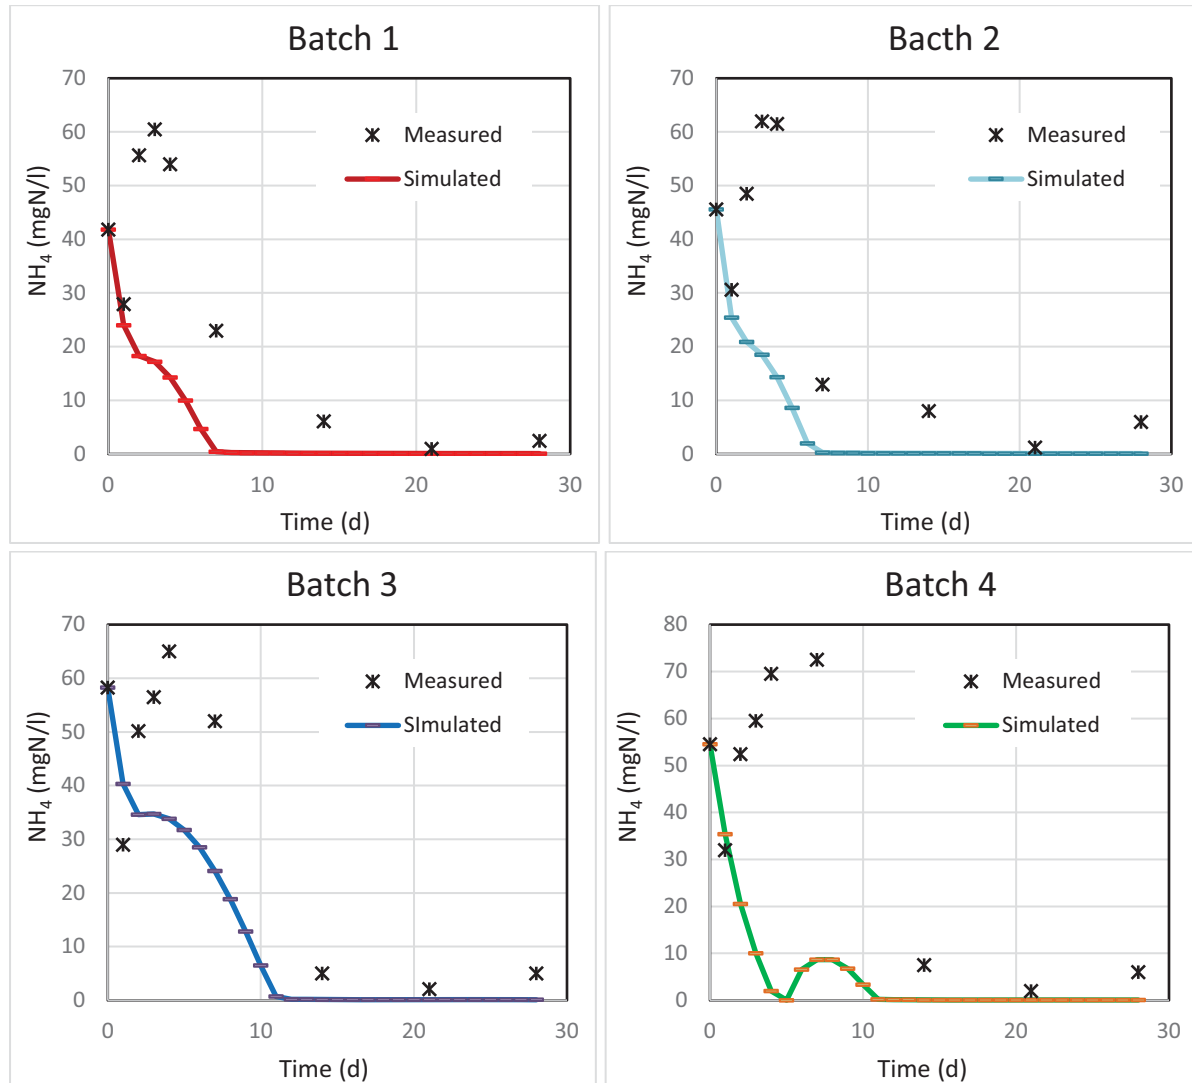 Batch 1
70
60
50
40
30
20
10
0
NH4 (mgN/l)
Measured
Simulated
0 10 20 30
Time (d)
Bacth 2
70
60
50
40
30
20
10
0
NH4 (mgN/l)
Measured
Simulated
0 10 20 30
Time (d)
Batch 3
70
60
50
40
30
20
10
0
NH4 (mgN/l)
Measured
SImulated
0 10 20 30
Time (d)
Batch 4
80
70
60
50
40
30
20
10
0
NH4 (mgN/l)
Measured
Simulated
0 10 20 30
Time (d)